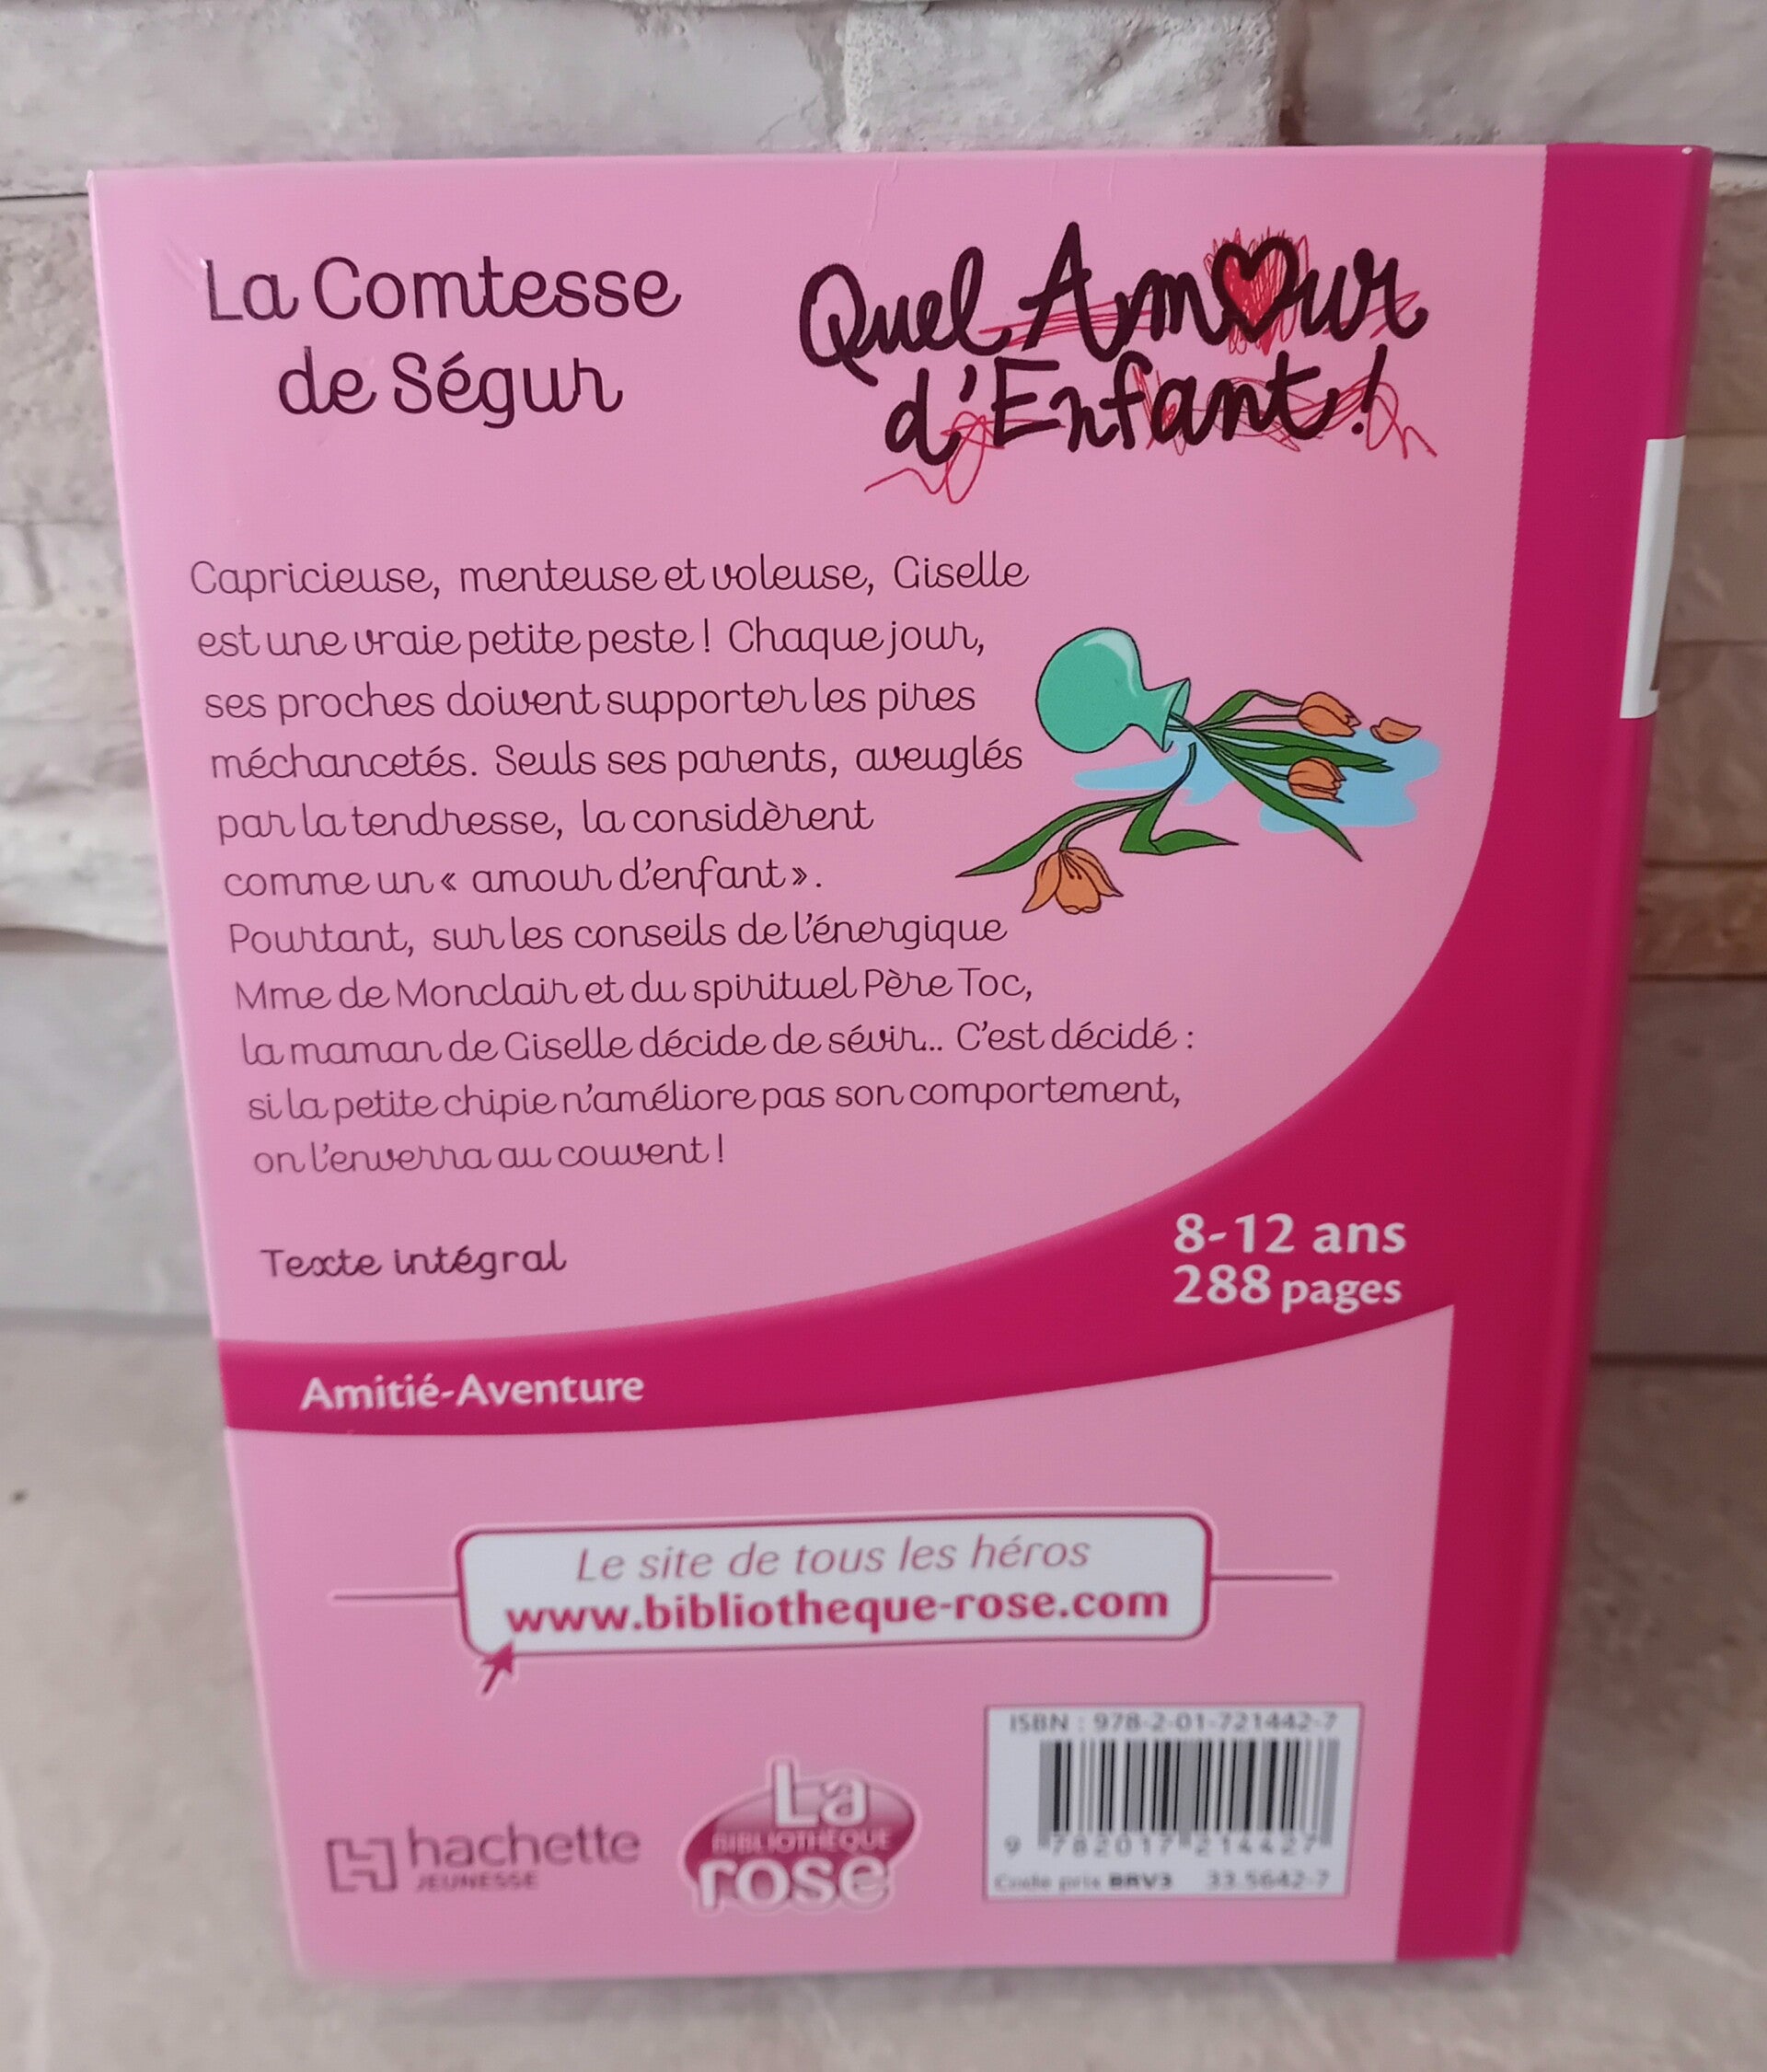 La Comtesse
de Ségur
Quel Amour
d'Enfant !
Capricieuse, menteuse et voleuse, Giselle
est une vraie petite peste ! Chaque jour,
ses proches doivent supporter les pires
méchancetés. Seuls ses parents, aveuglés
par la tendresse, la considèrent
comme un « amour d'enfant ».
Pourtant, sur les conseils de l'énergique
Mme de Monclair et du spirituel Père Toc,
la maman de Giselle décide de sévir... C'est décidé :
si la petite chipie n'améliore pas son comportement,
on l'enverra au couvent !
Texte intégral
8-12 ans
288 pages
Amitié-Aventure
Le site de tous les héros
www.bibliotheque-rose.com
hachette
JEUNESSE
La
BIBLIOTHÈQUE
rose
ISBN : 978-2-01-721442-7
9 782017 214427
Code prix BRV3 33.5642-7